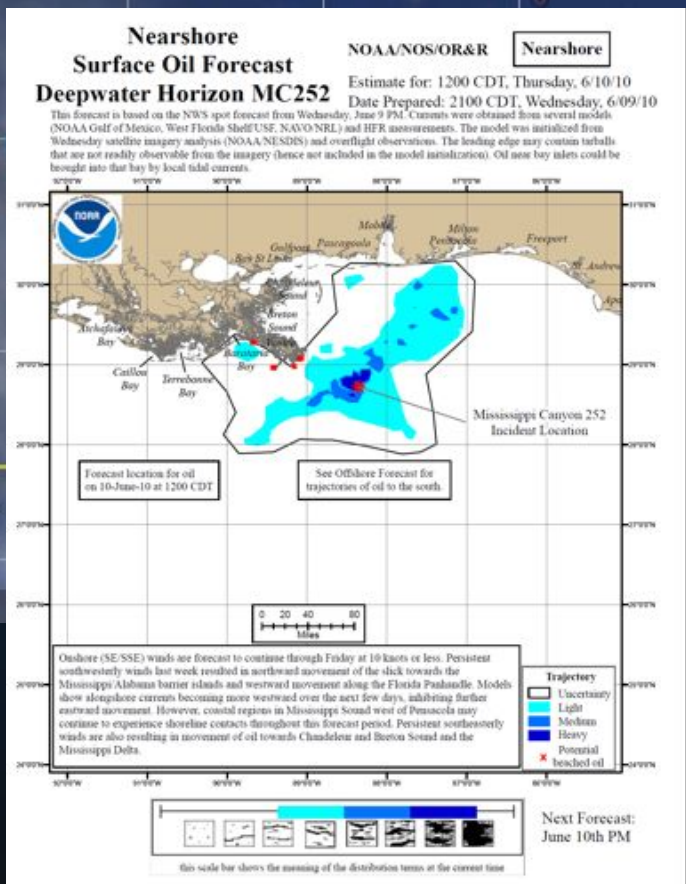 Nearshore
Surface Oil Forecast
Deepwater Horizon MC252
NOAA/NOS/OR&R
Nearshore
Estimate for: 1200 CDT, Thursday, 6/10/10
Date Prepared: 2100 CDT, Wednesday, 6/09/10
This forecast is based on the NWS spot forecast from Wednesday, June 9 PM. Currents were obtained from several models
(NOAA Gulf of Mexico, West Florida Shelf/USF, NAVO/NRL) and HFR measurements. The model was initialized from
Wednesday satellite imagery analysis (NOAA/NESDIS) and overflight observations. The leading edge may contain tarballs
that are not readily observable from the imagery (hence not included in the model initialization). Oil near bay inlets could be
brought into that bay by local tidal currents.
NOAA
Mobile
Milton
Pensacola
Freeport
Pascagoula
Gulfport
Bay St Louis
St. Andrew
Chandeleur
Sound
Breton
Sound
Atchafalaya
Bay
Barataria
Bay
Caillou
Bay
Terrebonne
Bay
Mississippi Canyon 252
Incident Location
Forecast location for oil
on 10-June-10 at 1200 CDT
See Offshore Forecast for
trajectories of oil to the south.
0 20 40 80
Miles
Onshore (SE/SSE) winds are forecast to continue through Friday at 10 knots or less. Persistent
southwesterly winds last week resulted in northward movement of the slick towards the
Mississippi/Alabama barrier islands and westward movement along the Florida Panhandle. Models
show alongshore currents becoming more westward over the next few days, inhibiting further
eastward movement. However, coastal regions in Mississippi Sound west of Pensacola may
continue to experience shoreline contacts throughout this forecast period. Persistent southeasterly
winds are also resulting in movement of oil towards Chandeleur and Breton Sound and the
Mississippi Delta.
Trajectory
Uncertainty
Light
Medium
Heavy
Potential
beached oil
Next Forecast:
June 10th PM
this scale bar shows the meaning of the distribution terms at the current time